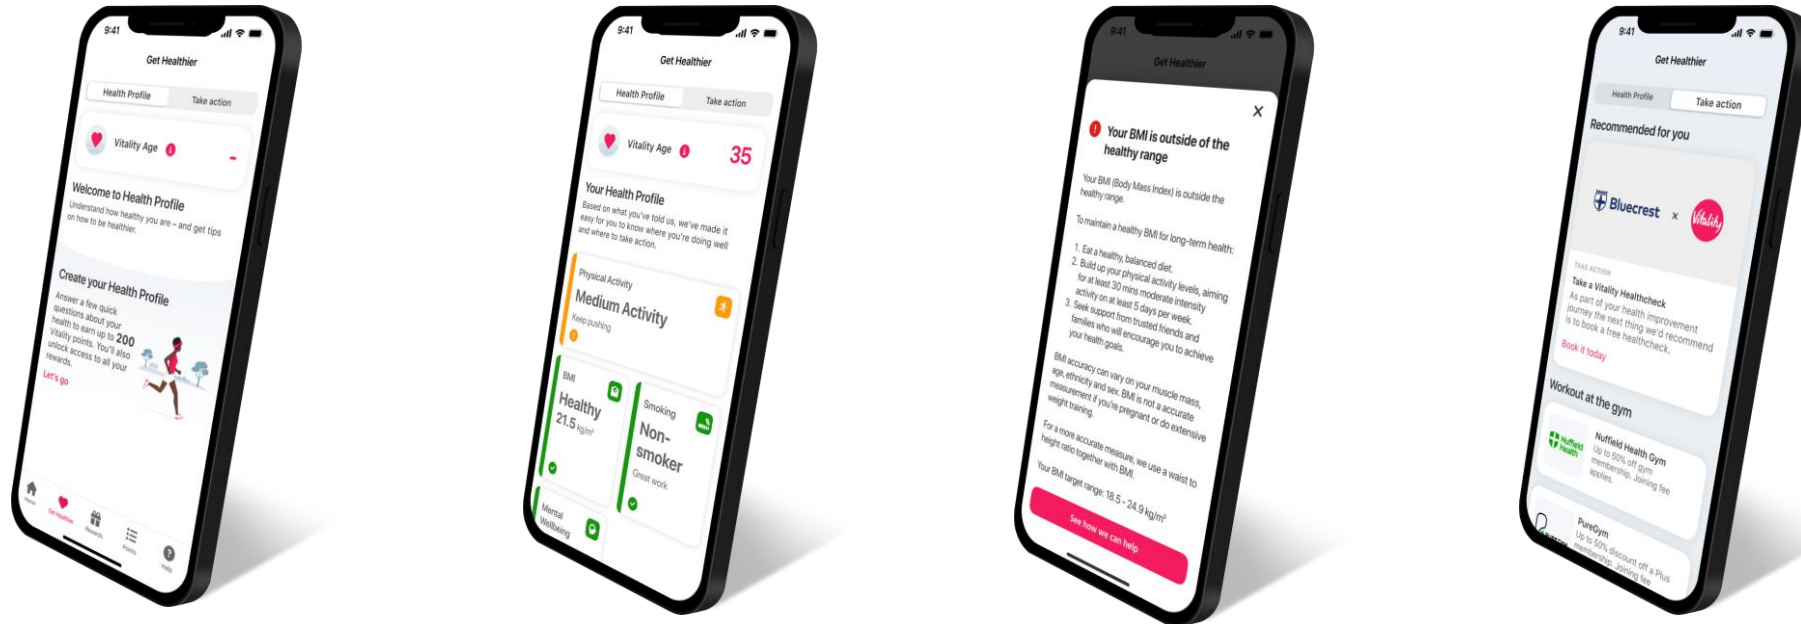 9:41
Get Healthier
Health Profile
Take action
Vitality Age
i
-
Welcome to Health Profile
Understand how healthy you are – and get tips
on how to be healthier.
Create your Health Profile
Answer a few quick
questions about your
health to earn up to 200
Vitality points. You'll also
unlock access to all your
rewards.
Let's go
Home
Get Healthier
Rewards
Points
?
Help
9:41
Get Healthier
Health Profile
Take action
Vitality Age
i
35
Your Health Profile
Based on what you've told us, we've made it
easy for you to know where you're doing well
and where to take action.
Physical Activity
Medium Activity
Keep pushing
BMI
Healthy
21.5 kg/m²
Smoking
Non-
smoker
Great work
Mental
Wellbeing
9:41
Get Healthier
X
! Your BMI is outside of the
healthy range
Your BMI (Body Mass Index) is outside the
healthy range.
To maintain a healthy BMI for long-term health:
1. Eat a healthy, balanced diet.
2. Build up your physical activity levels, aiming
for at least 30 mins moderate intensity
activity on at least 5 days per week.
3. Seek support from trusted friends and
families who will encourage you to achieve
your health goals.
BMI accuracy can vary on your muscle mass,
age, ethnicity and sex. BMI is not a accurate
measurement if you're pregnant or do extensive
weight training.
For a more accurate measure, we use a waist to
height ratio together with BMI.
Your BMI target range: 18.5 - 24.9 kg/m²
See how we can help
9:41
Get Healthier
Health Profile
Take action
Recommended for you
Bluecrest × Vitality
TAKE ACTION
Take a Vitality Healthcheck
As part of your health improvement
journey the next thing we'd recommend
is to book a free healthcheck.
Book it today
Workout at the gym
Nuffield
Health
Nuffield Health Gym
Up to 50% off gym
membership. Joining fee
applies.
PureGym
Up to 50% discount off a Plus
membership. Joining fee